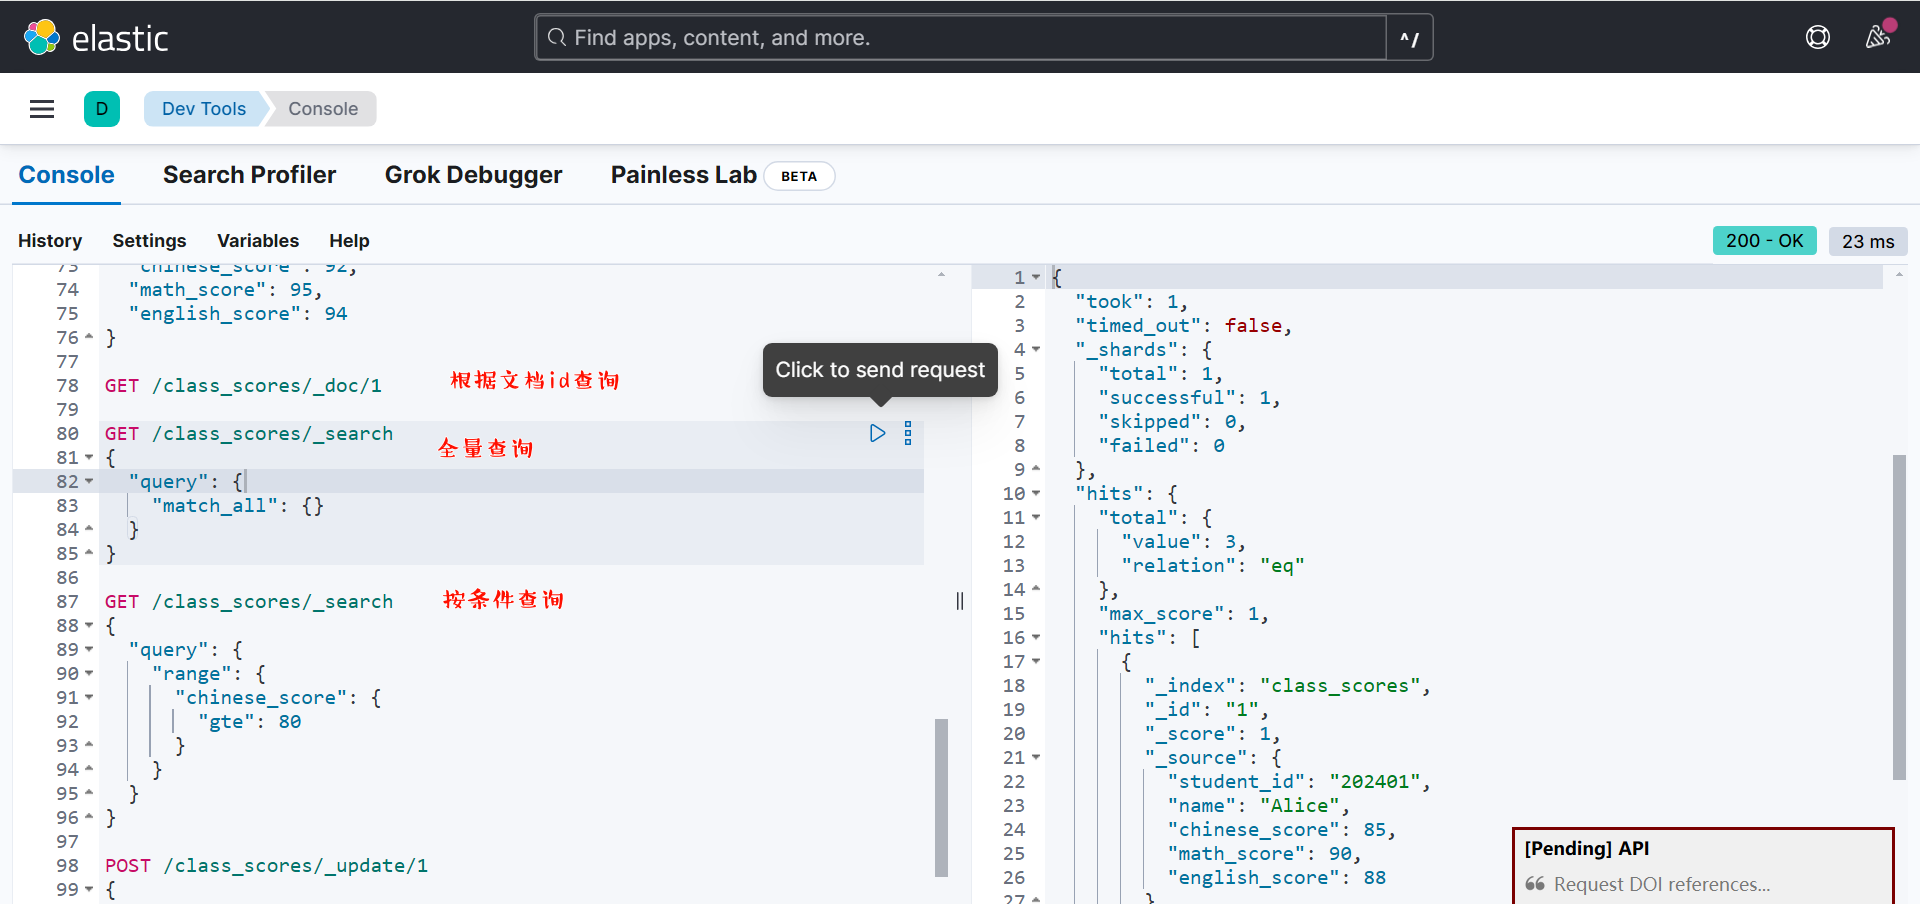 elastic
Find apps, content, and more.
^/
D
Dev Tools
Console
Console
Search Profiler
Grok Debugger
Painless Lab
BETA
History
Settings
Variables
Help
200 - OK
23 ms
73 "chinese_score": 92,
74 "math_score": 95,
75 "english_score": 94
76 }
77
78 GET /class_scores/_doc/1
根据文档id查询
79
Click to send request
80 GET /class_scores/_search
全量查询
81 {
82 "query": {
83 "match_all": {}
84 }
85 }
86
87 GET /class_scores/_search
按条件查询
88 {
89 "query": {
90 "range": {
91 "chinese_score": {
92 "gte": 80
93 }
94 }
95 }
96 }
97
98 POST /class_scores/_update/1
99 {
1 {
2 "took": 1,
3 "timed_out": false,
4 "_shards": {
5 "total": 1,
6 "successful": 1,
7 "skipped": 0,
8 "failed": 0
9 },
10 "hits": {
11 "total": {
12 "value": 3,
13 "relation": "eq"
14 },
15 "max_score": 1,
16 "hits": [
17 {
18 "_index": "class_scores",
19 "_id": "1",
20 "_score": 1,
21 "_source": {
22 "student_id": "202401",
23 "name": "Alice",
24 "chinese_score": 85,
25 "math_score": 90,
26 "english_score": 88
27 }
[Pending] API
Request DOI references...